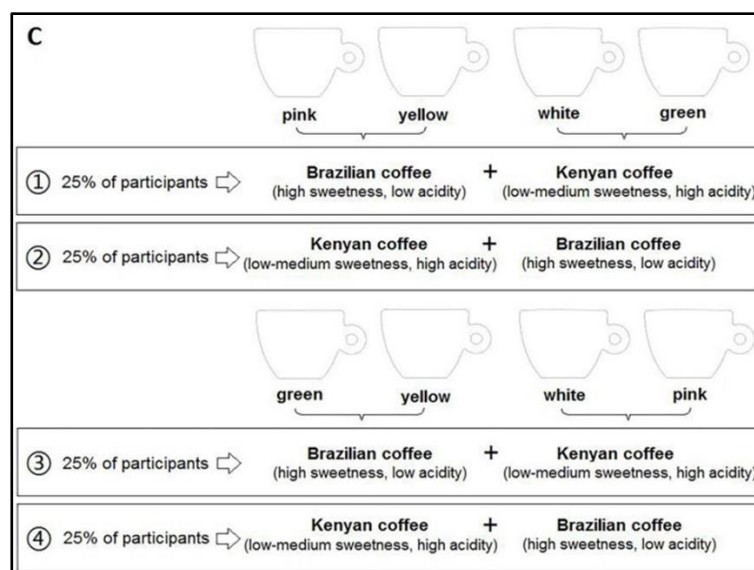 C
pink yellow white green
① 25% of participants ⇨ Brazilian coffee + Kenyan coffee
(high sweetness, low acidity) (low-medium sweetness, high acidity)
② 25% of participants ⇨ Kenyan coffee + Brazilian coffee
(low-medium sweetness, high acidity) (high sweetness, low acidity)
green yellow white pink
③ 25% of participants ⇨ Brazilian coffee + Kenyan coffee
(high sweetness, low acidity) (low-medium sweetness, high acidity)
④ 25% of participants ⇨ Kenyan coffee + Brazilian coffee
(low-medium sweetness, high acidity) (high sweetness, low acidity)